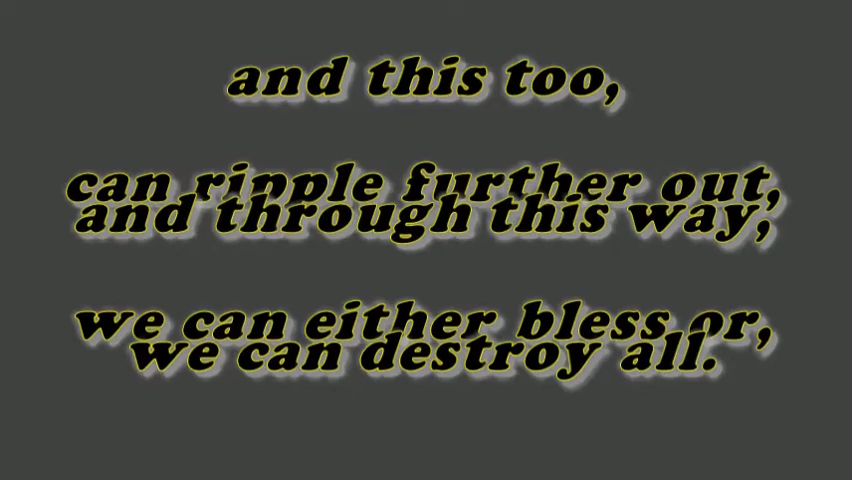 and this too,
can ripple further out,
and through this way,
we can either bless or,
we can destroy all.